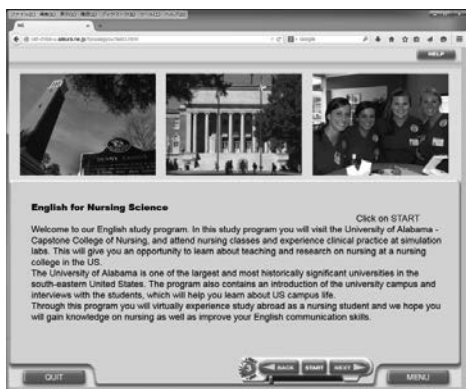 HELP
English for Nursing Science
Click on START
Welcome to our English study program. In this study program you will visit the University of Alabama -
Capstone College of Nursing, and attend nursing classes and experience clinical practice at simulation
labs. This will give you an opportunity to learn about teaching and research on nursing at a nursing
college in the US.
The University of Alabama is one of the largest and most historically significant universities in the
south-eastern United States. The program also contains an introduction of the university campus and
interviews with the students, which will help you learn about US campus life.
Through this program you will virtually experience study abroad as a nursing student and we hope you
will gain knowledge on nursing as well as improve your English communication skills.
BACK START NEXT
QUIT MENU